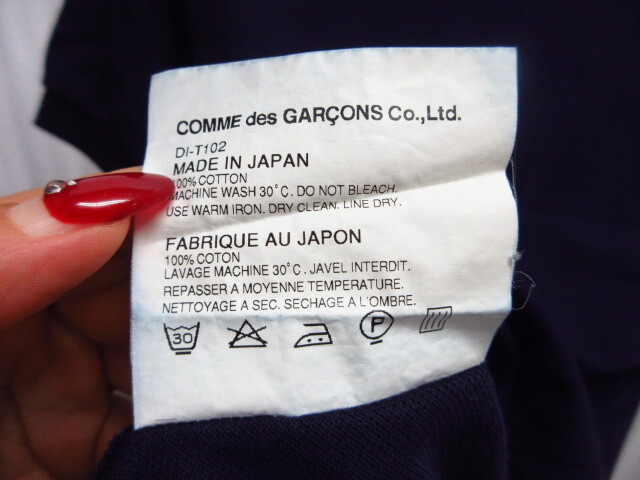 COMME des GARÇONS Co.,Ltd.
DI-T102
MADE IN JAPAN
100% COTTON
MACHINE WASH 30°C. DO NOT BLEACH.
USE WARM IRON. DRY CLEAN. LINE DRY.
FABRIQUE AU JAPON
100% COTON
LAVAGE MACHINE 30°C. JAVEL INTERDIT.
REPASSER A MOYENNE TEMPERATURE.
NETTOYAGE A SEC. SECHAGE A L'OMBRE.
30 P